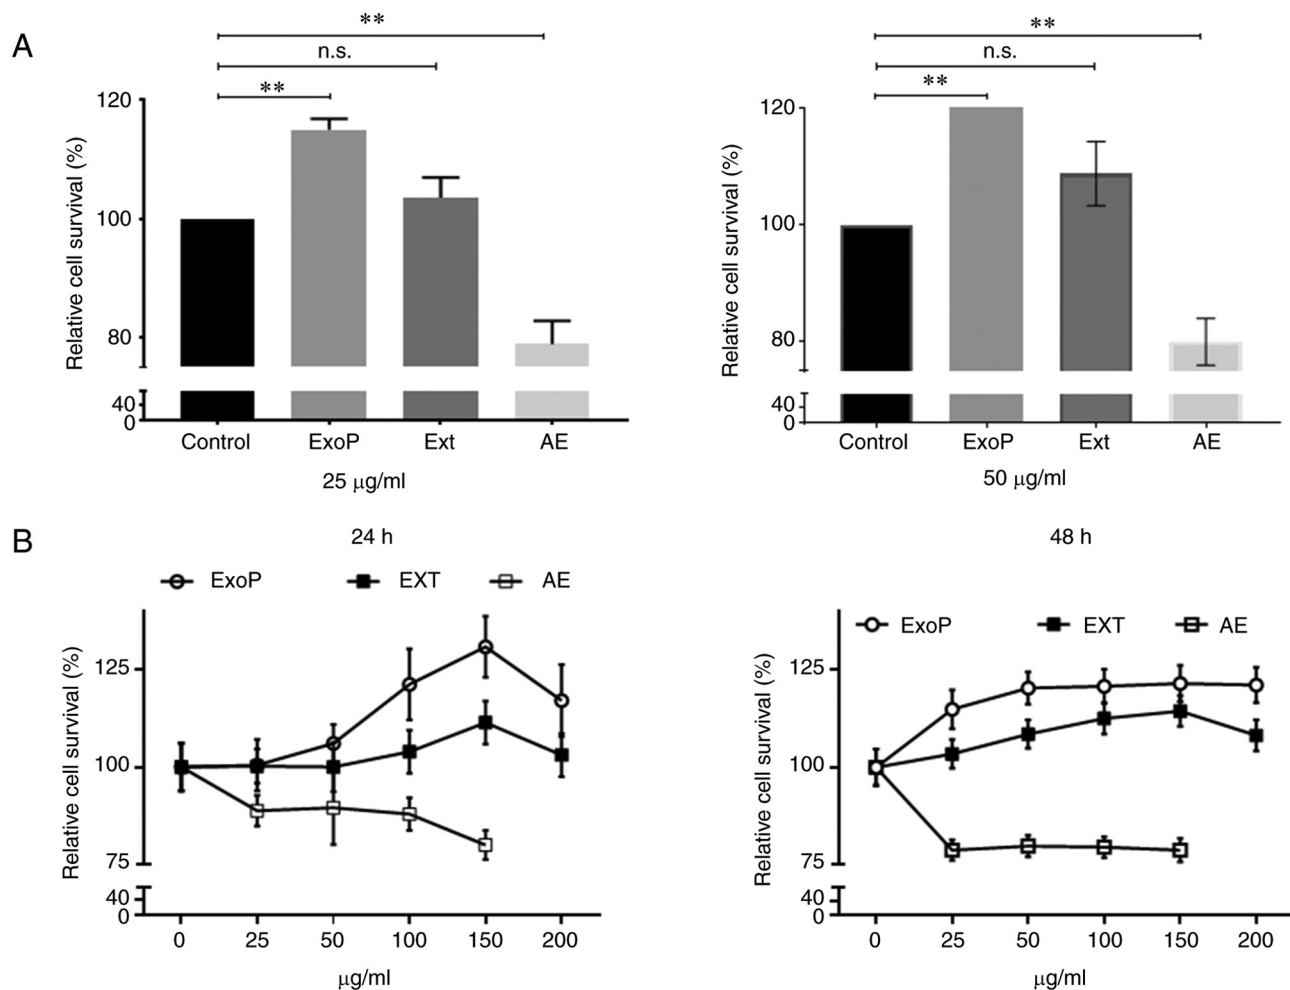 A
**
n.s.
**
Relative cell survival (%)
120
100
80
40
0
Control ExoP Ext AE
25 μg/ml
**
n.s.
**
Relative cell survival (%)
120
100
80
40
0
Control ExoP Ext AE
50 μg/ml
B
24 h
ExoP EXT AE
Relative cell survival (%)
125
100
75
40
0
0 25 50 100 150 200
μg/ml
48 h
ExoP EXT AE
Relative cell survival (%)
125
100
75
40
0
0 25 50 100 150 200
μg/ml